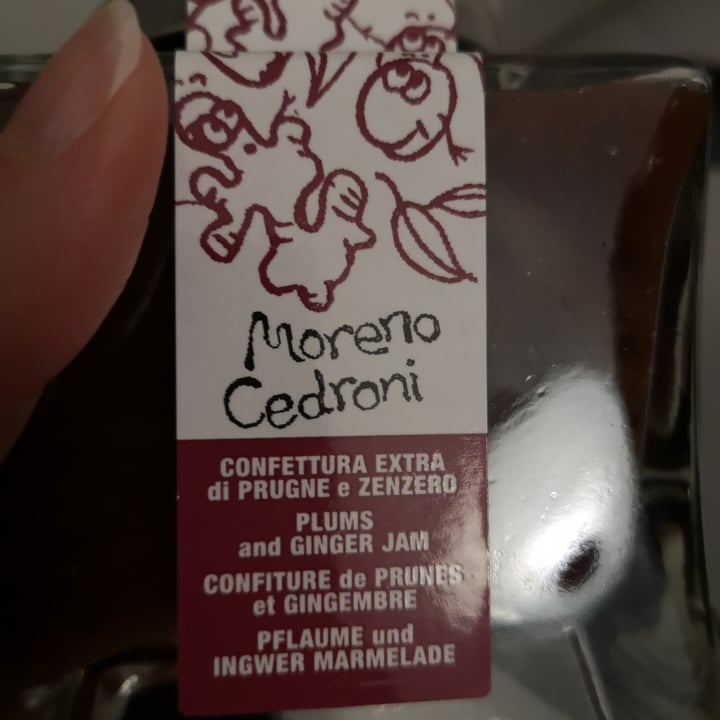 Moreno
Cedroni
CONFETTURA EXTRA
di PRUGNE e ZENZERO
PLUMS
and GINGER JAM
CONFITURE de PRUNES
et GINGEMBRE
PFLAUME und
INGWER MARMELADE